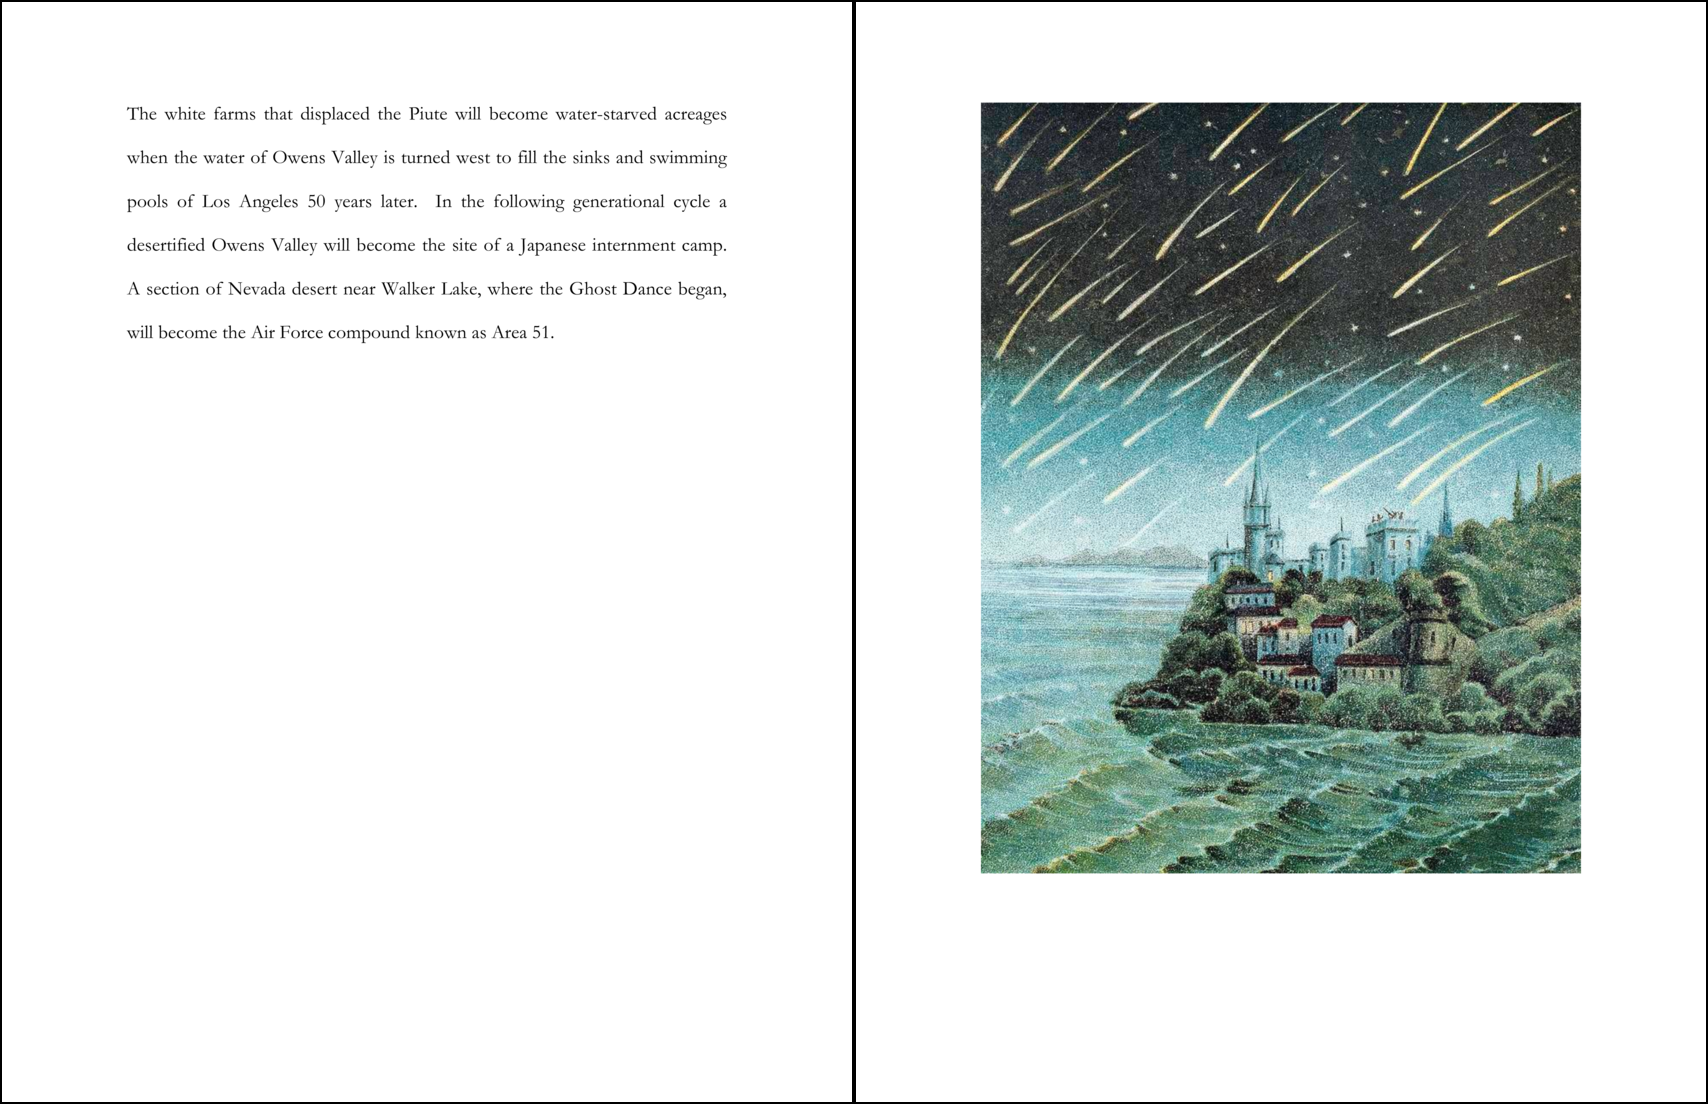 The white farms that displaced the Piute will become water-starved acreages
when the water of Owens Valley is turned west to fill the sinks and swimming
pools of Los Angeles 50 years later.  In the following generational cycle a
desertified Owens Valley will become the site of a Japanese internment camp.
A section of Nevada desert near Walker Lake, where the Ghost Dance began,
will become the Air Force compound known as Area 51.